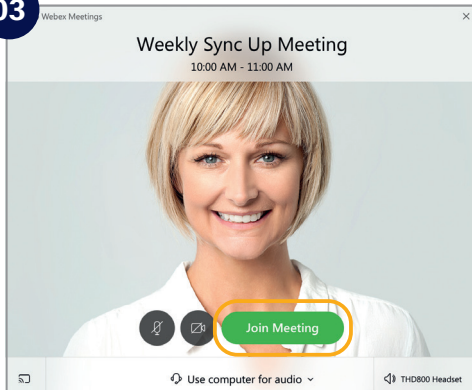 03
Webex Meetings
Weekly Sync Up Meeting
10:00 AM - 11:00 AM
Join Meeting
Use computer for audio
THD800 Headset